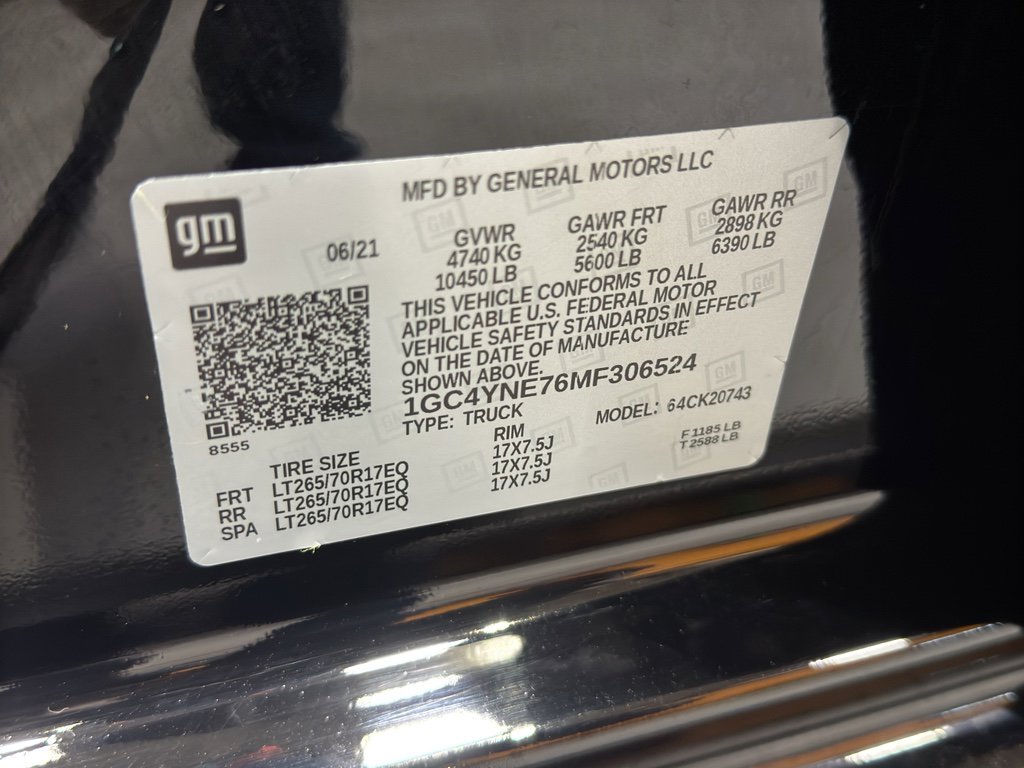 MFD BY GENERAL MOTORS LLC
gm
06/21
GVWR GAWR FRT GAWR RR
4740 KG 2540 KG 2898 KG
10450 LB 5600 LB 6390 LB
THIS VEHICLE CONFORMS TO ALL
APPLICABLE U.S. FEDERAL MOTOR
VEHICLE SAFETY STANDARDS IN EFFECT
ON THE DATE OF MANUFACTURE
SHOWN ABOVE.
1GC4YNE76MF306524
TYPE: TRUCK MODEL: 64CK20743
8555
F 1185 LB
T 2588 LB
TIRE SIZE RIM
FRT LT265/70R17EQ 17X7.5J
RR LT265/70R17EQ 17X7.5J
SPA LT265/70R17EQ 17X7.5J